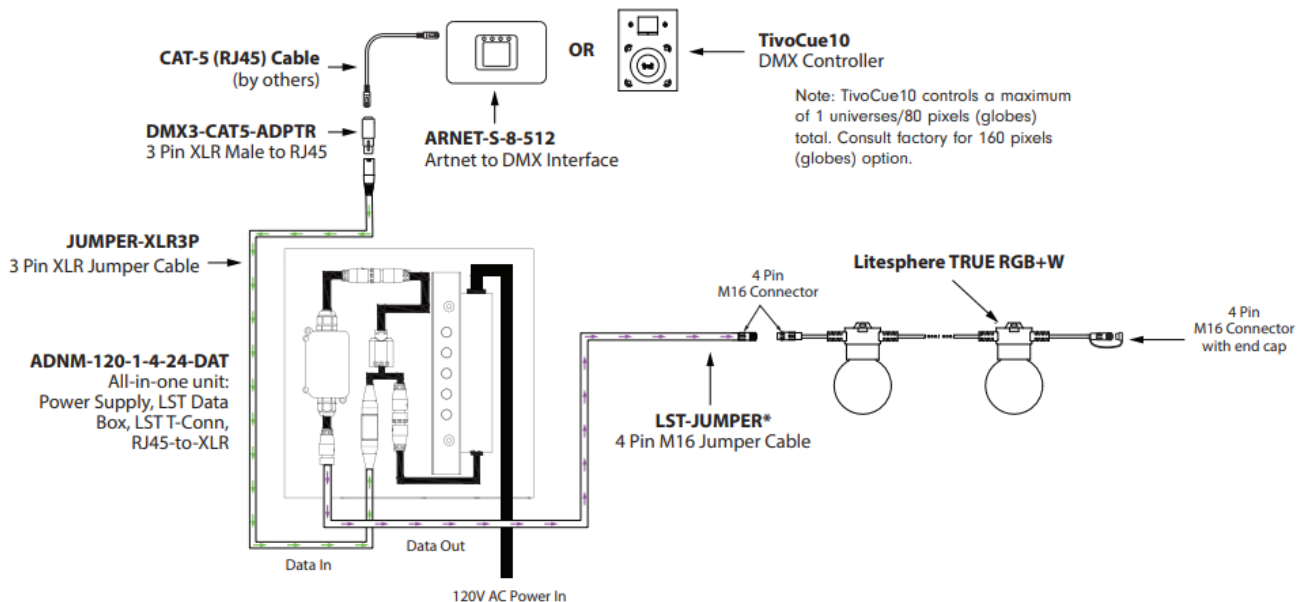 CAT-5 (RJ45) Cable
(by others)
OR
TivoCue10
DMX Controller
Note: TivoCue10 controls a maximum
of 1 universes/80 pixels (globes)
total. Consult factory for 160 pixels
(globes) option.
DMX3-CAT5-ADPTR
3 Pin XLR Male to RJ45
ARNET-S-8-512
Artnet to DMX Interface
JUMPER-XLR3P
3 Pin XLR Jumper Cable
4 Pin
M16 Connector
Litesphere TRUE RGB+W
4 Pin
M16 Connector
with end cap
ADNM-120-1-4-24-DAT
All-in-one unit:
Power Supply, LST Data
Box, LST T-Conn,
RJ45-to-XLR
LST-JUMPER*
4 Pin M16 Jumper Cable
Data Out
Data In
120V AC Power In